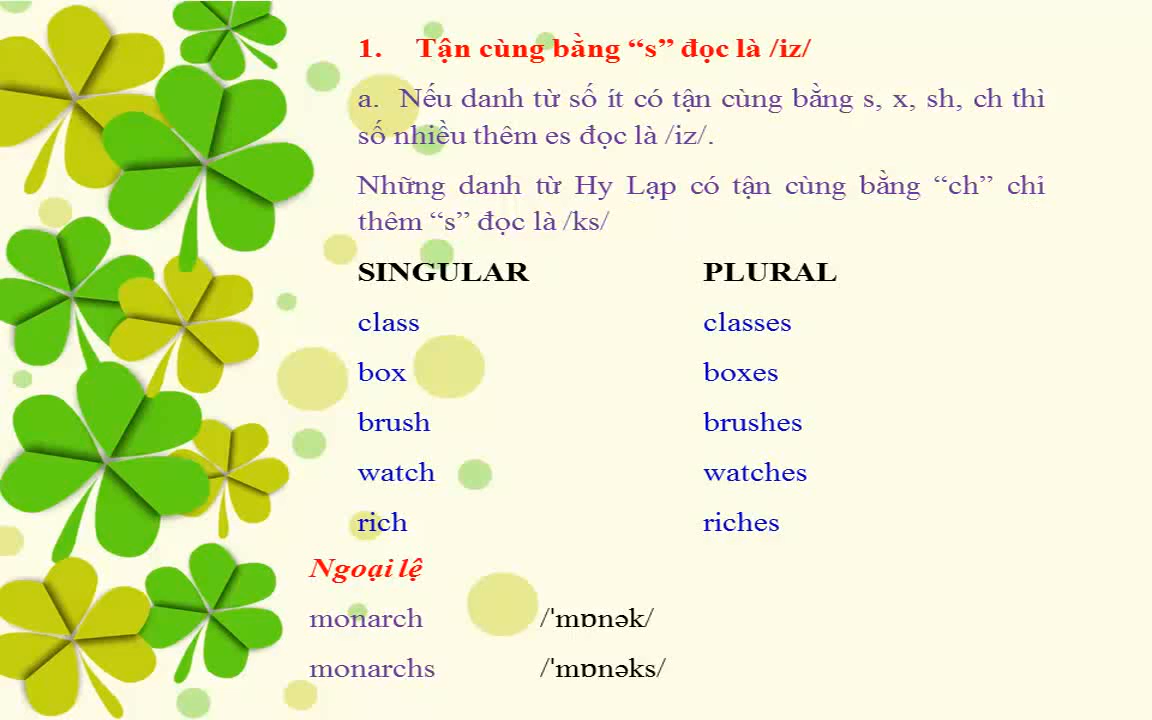 1. Tận cùng bằng “s” đọc là /iz/
a. Nếu danh từ số ít có tận cùng bằng s, x, sh, ch thì
số nhiều thêm es đọc là /iz/.
Những danh từ Hy Lạp có tận cùng bằng “ch” chỉ
thêm “s” đọc là /ks/
SINGULAR PLURAL
class classes
box boxes
brush brushes
watch watches
rich riches
Ngoại lệ
monarch /ˈmɒnək/
monarchs /ˈmɒnəks/